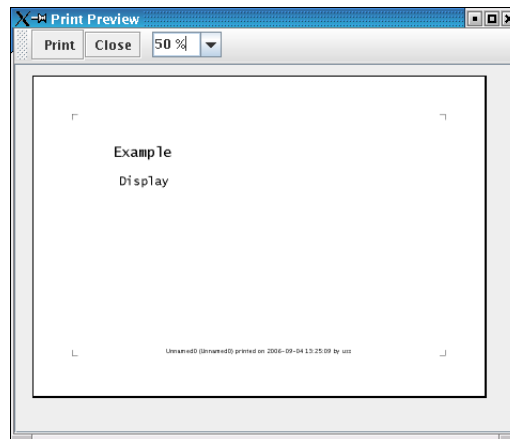 Print Preview
Print Close 50 %
Example
Display
Unnamed0 (Unnamed0) printed on 2006-09-04 13:25:09 by